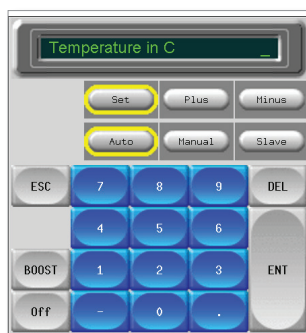 Temperature in C _
Set Plus Minus
Auto Manual Slave
ESC 7 8 9 DEL
4 5 6
BOOST 1 2 3 ENT
Off - 0 .